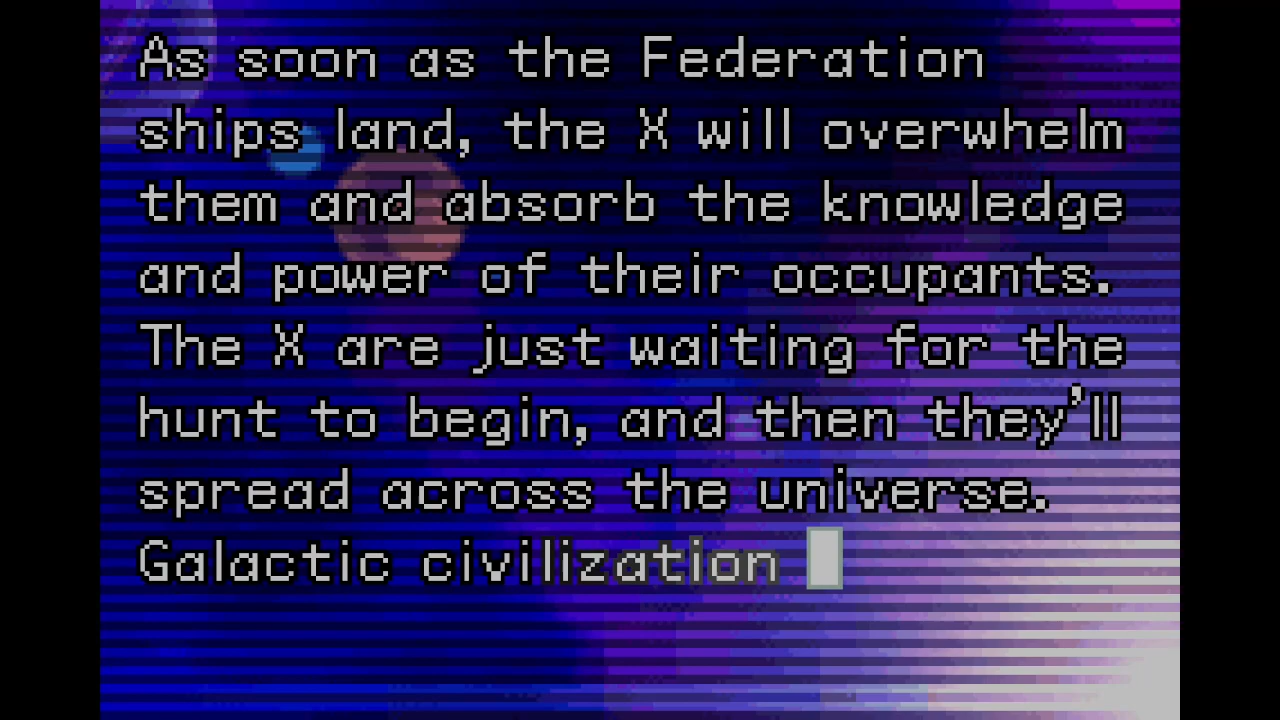 As soon as the Federation
ships land, the X will overwhelm
them and absorb the knowledge
and power of their occupants.
The X are just waiting for the
hunt to begin, and then they'll
spread across the universe.
Galactic civilization